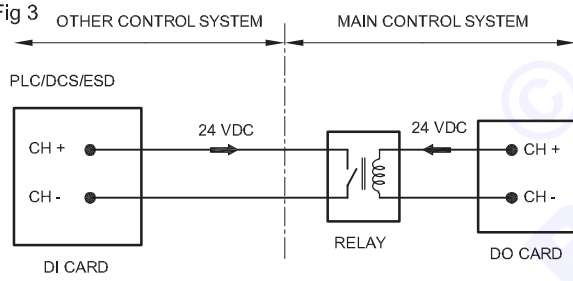 Fig 3
OTHER CONTROL SYSTEM
MAIN CONTROL SYSTEM
PLC/DCS/ESD
24 VDC
24 VDC
CH +
CH +
CH -
CH -
RELAY
DI CARD
DO CARD
©